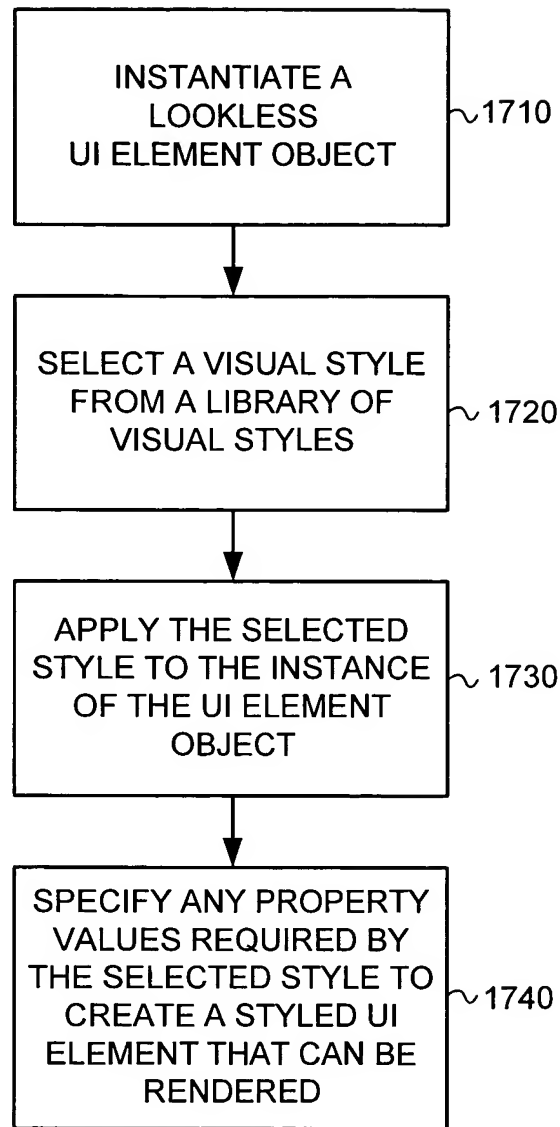 INSTANTIATE A
LOOKLESS
UI ELEMENT OBJECT
1710
SELECT A VISUAL STYLE
FROM A LIBRARY OF
VISUAL STYLES
1720
APPLY THE SELECTED
STYLE TO THE INSTANCE
OF THE UI ELEMENT
OBJECT
1730
SPECIFY ANY PROPERTY
VALUES REQUIRED BY
THE SELECTED STYLE TO
CREATE A STYLED UI
ELEMENT THAT CAN BE
RENDERED
1740